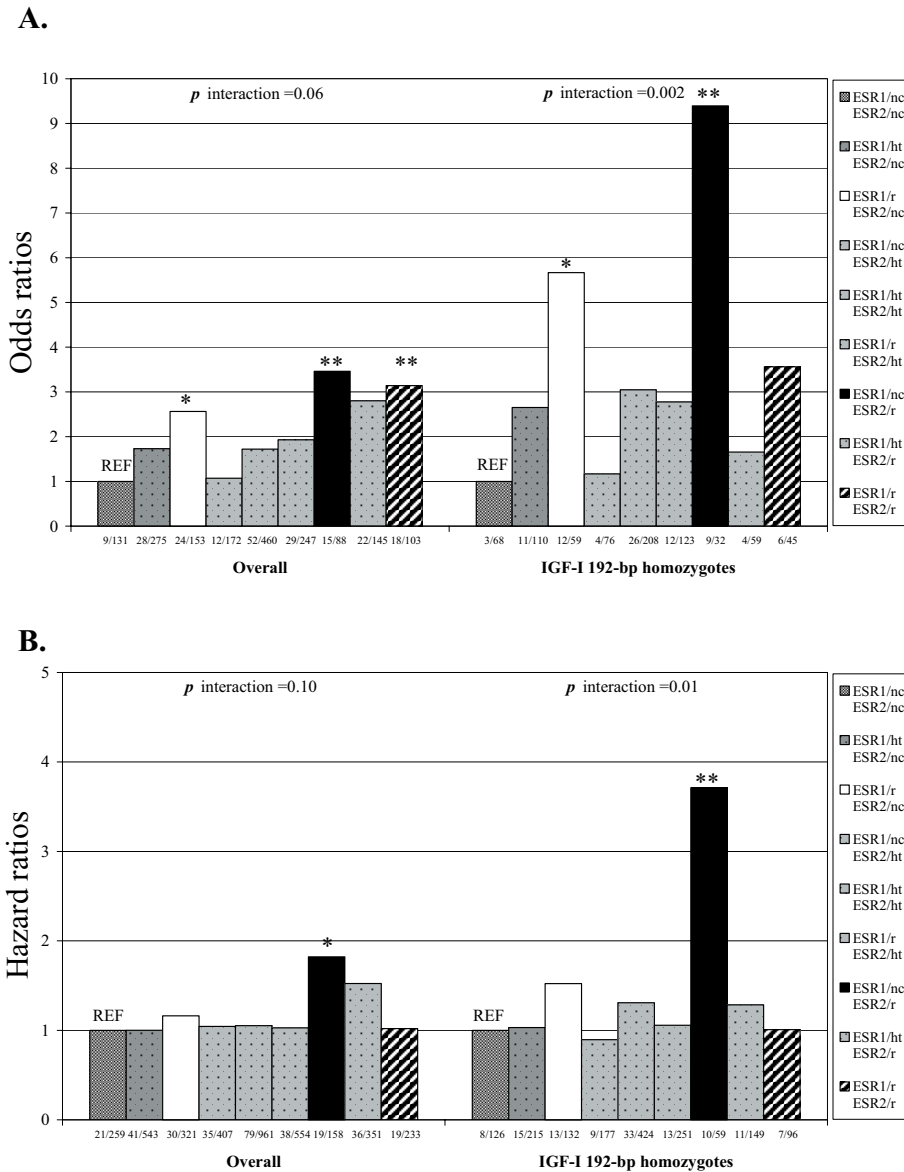 A.
10
9
8
7
6
5
4
3
2
1
0
Odds ratios
p interaction =0.06
p interaction =0.002
REF
*
**
**
REF
*
**
9/131 28/275 24/153 12/172 52/460 29/247 15/88 22/145 18/103
3/68 11/110 12/59 4/76 26/208 12/123 9/32 4/59 6/45
Overall
IGF-I 192-bp homozygotes
ESR1/nc
ESR2/nc
ESR1/ht
ESR2/nc
ESR1/r
ESR2/nc
ESR1/nc
ESR2/ht
ESR1/ht
ESR2/ht
ESR1/r
ESR2/ht
ESR1/nc
ESR2/r
ESR1/ht
ESR2/r
ESR1/r
ESR2/r
B.
5
4
3
2
1
0
Hazard ratios
p interaction =0.10
p interaction =0.01
REF
*
REF
**
21/259 41/543 30/321 35/407 79/961 38/554 19/158 36/351 19/233
8/126 15/215 13/132 9/177 33/424 13/251 10/59 11/149 7/96
Overall
IGF-I 192-bp homozygotes
ESR1/nc
ESR2/nc
ESR1/ht
ESR2/nc
ESR1/r
ESR2/nc
ESR1/nc
ESR2/ht
ESR1/ht
ESR2/ht
ESR1/r
ESR2/ht
ESR1/nc
ESR2/r
ESR1/ht
ESR2/r
ESR1/r
ESR2/r